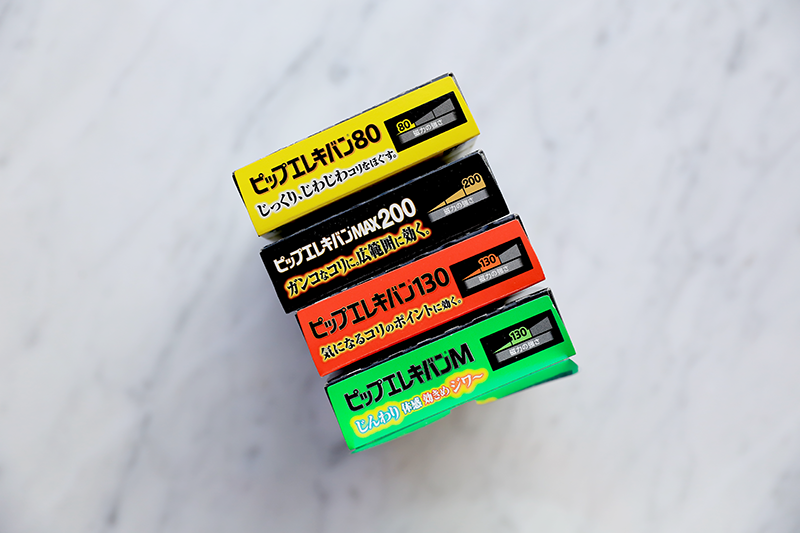 ピップエレキバン80
80
磁力の強さ
じっくり、じわじわコリをほぐす。
ピップエレキバンMAX200
200
磁力の強さ
ガンコなコリに。広範囲に効く。
ピップエレキバン130
130
磁力の強さ
気になるコリのポイントに効く。
ピップエレキバンM
130
磁力の強さ
じんわり 体感 効きめ ジワ〜